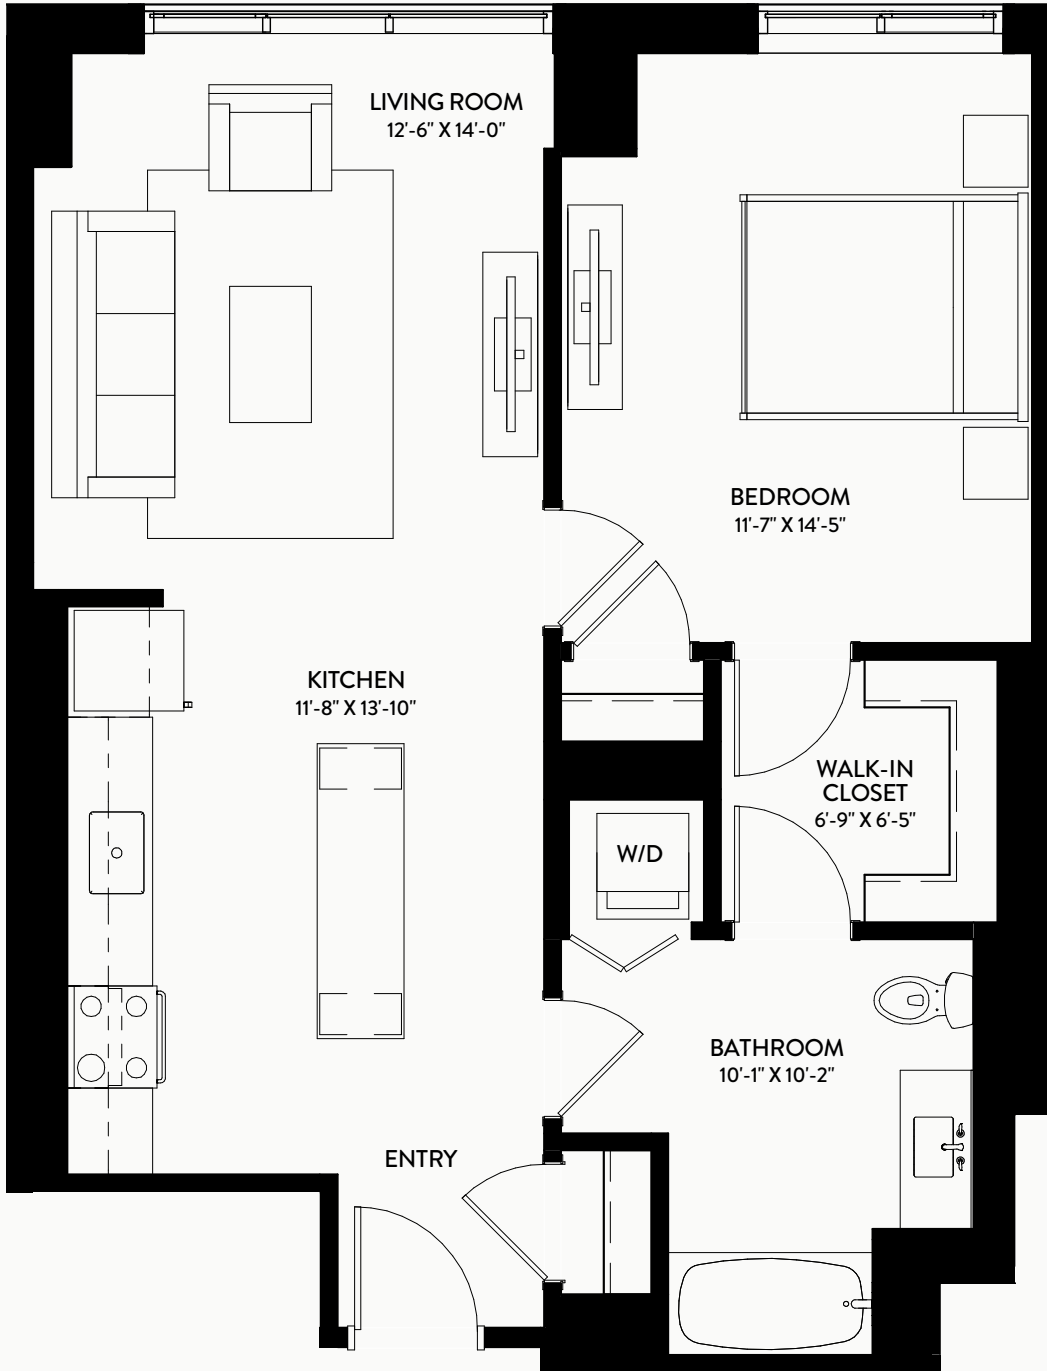 LIVING ROOM
12'-6" X 14'-0"
BEDROOM
11'-7" X 14'-5"
KITCHEN
11'-8" X 13'-10"
WALK-IN
CLOSET
6'-9" X 6'-5"
W/D
BATHROOM
10'-1" X 10'-2"
ENTRY